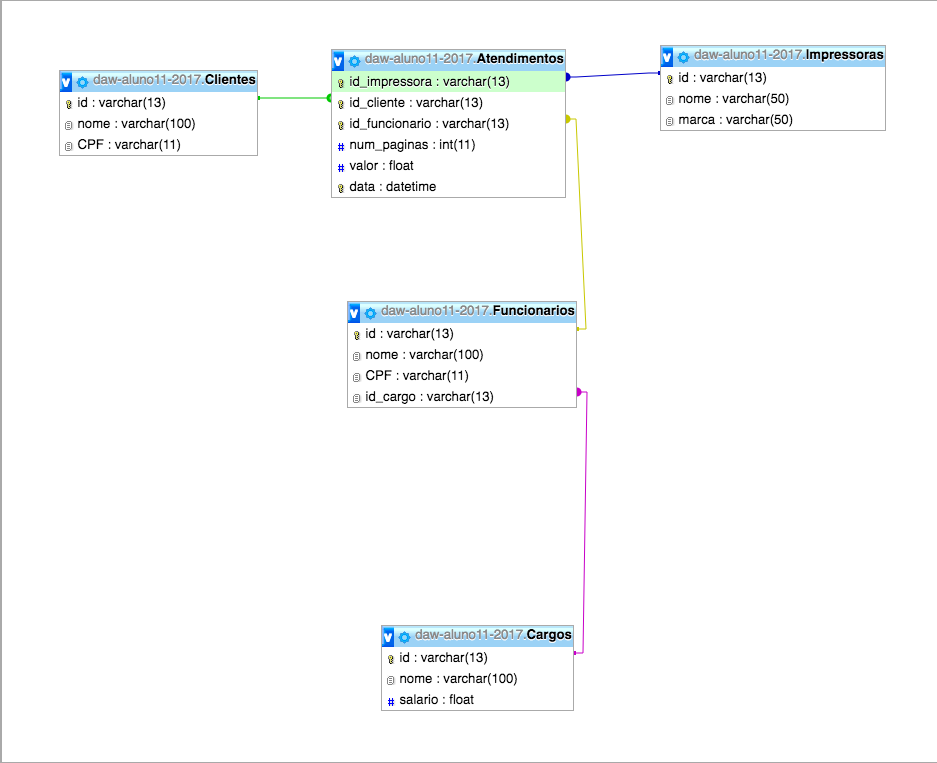 daw-aluno11-2017.Clientes
id : varchar(13)
nome : varchar(100)
CPF : varchar(11)
daw-aluno11-2017.Atendimentos
id_impressora : varchar(13)
id_cliente : varchar(13)
id_funcionario : varchar(13)
num_paginas : int(11)
valor : float
data : datetime
daw-aluno11-2017.Impressoras
id : varchar(13)
nome : varchar(50)
marca : varchar(50)
daw-aluno11-2017.Funcionarios
id : varchar(13)
nome : varchar(100)
CPF : varchar(11)
id_cargo : varchar(13)
daw-aluno11-2017.Cargos
id : varchar(13)
nome : varchar(100)
salario : float